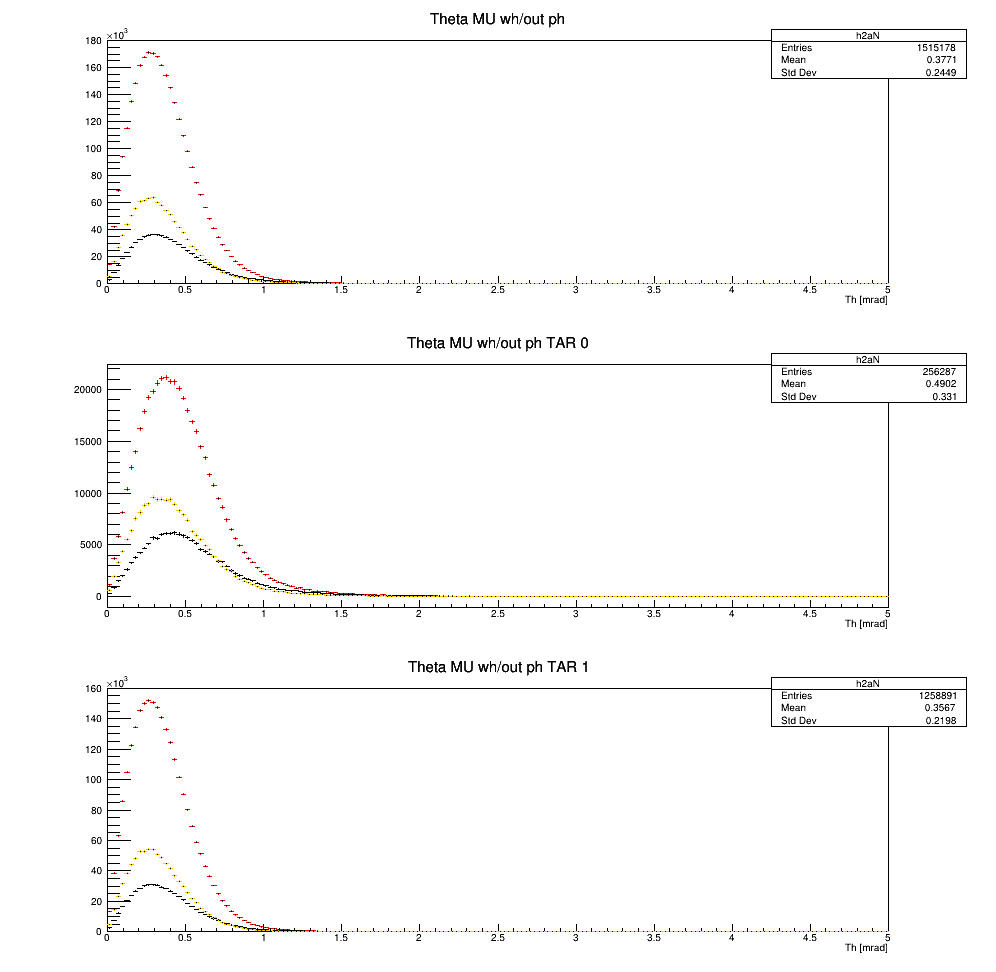 Theta MU wh/out ph
×10³
h2aN
Entries 1515178
Mean 0.3771
Std Dev 0.2449
180
160
140
120
100
80
60
40
20
0
0 0.5 1 1.5 2 2.5 3 3.5 4 4.5 5
Th [mrad]
Theta MU wh/out ph TAR 0
h2aN
Entries 256287
Mean 0.4902
Std Dev 0.331
20000
15000
10000
5000
0
0 0.5 1 1.5 2 2.5 3 3.5 4 4.5 5
Th [mrad]
Theta MU wh/out ph TAR 1
×10³
h2aN
Entries 1258891
Mean 0.3567
Std Dev 0.2198
160
140
120
100
80
60
40
20
0
0 0.5 1 1.5 2 2.5 3 3.5 4 4.5 5
Th [mrad]